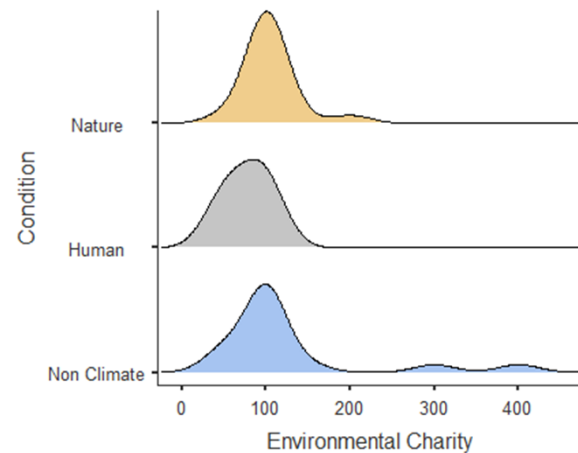 Condition
Nature
Human
Non Climate
0 100 200 300 400
Environmental Charity